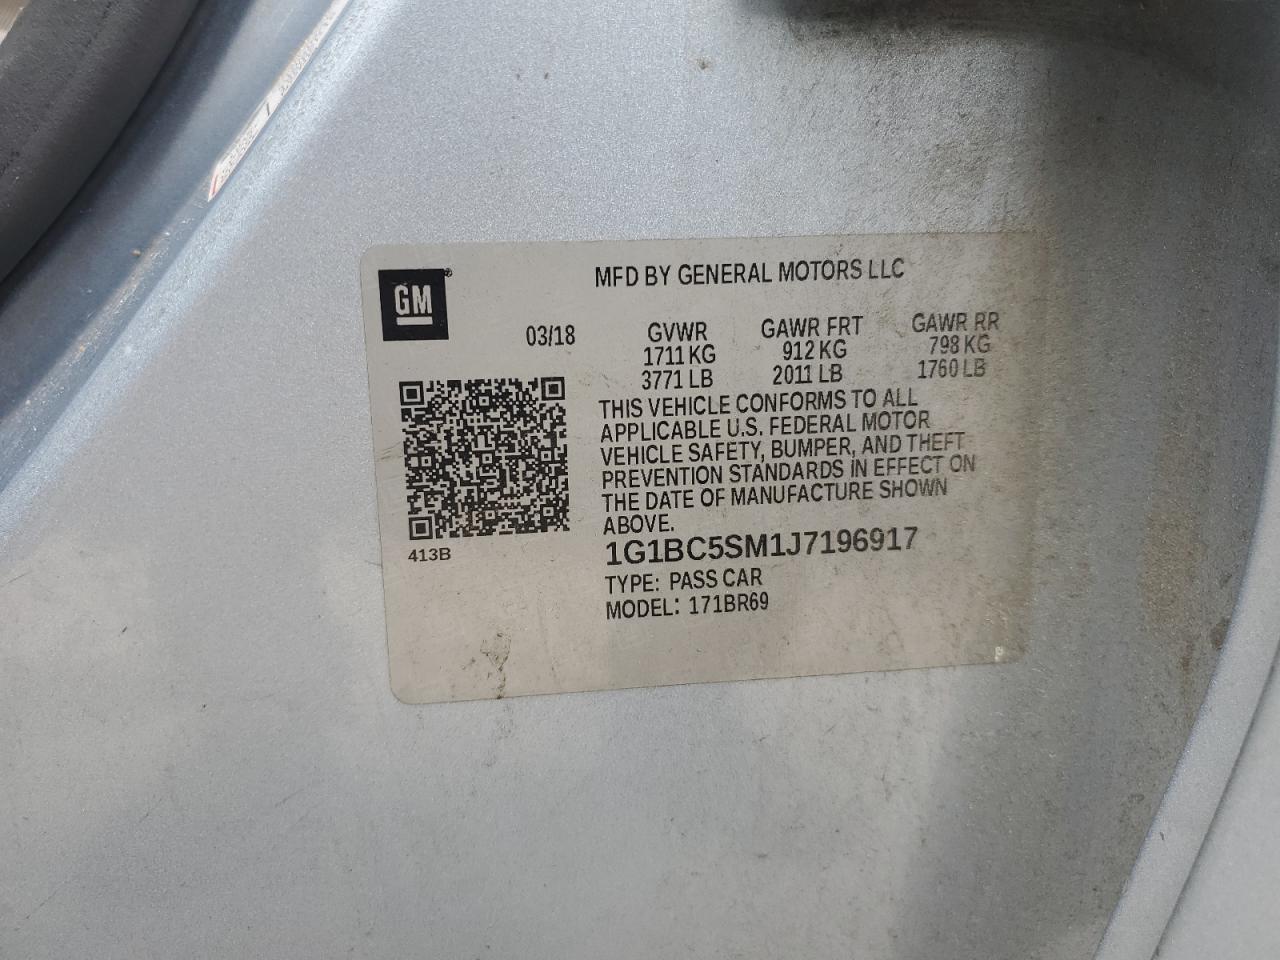 MFD BY GENERAL MOTORS LLC
GM
®
03/18
GVWR
1711 KG
3771 LB
GAWR FRT
912 KG
2011 LB
GAWR RR
798 KG
1760 LB
THIS VEHICLE CONFORMS TO ALL
APPLICABLE U.S. FEDERAL MOTOR
VEHICLE SAFETY, BUMPER, AND THEFT
PREVENTION STANDARDS IN EFFECT ON
THE DATE OF MANUFACTURE SHOWN
ABOVE.
413B
1G1BC5SM1J7196917
TYPE: PASS CAR
MODEL: 171BR69